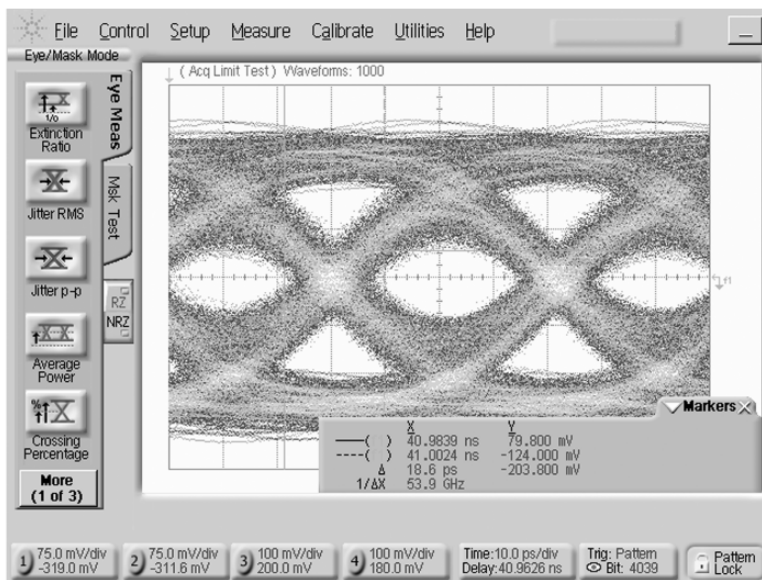 File Control Setup Measure Calibrate Utilities Help
Eye/Mask Mode
( Acq Limit Test ) Waveforms: 1000
Eye Meas
Msk Test
Extinction
Ratio
Jitter RMS
Jitter p-p
RZ
NRZ
Average
Power
Crossing
Percentage
More
(1 of 3)
Markers
X Y
——( ) 40.9839 ns 79.800 mV
----( ) 41.0024 ns -124.000 mV
Δ 18.6 ps -203.800 mV
1/ΔX 53.9 GHz
1 75.0 mV/div 2 75.0 mV/div 3 100 mV/div 4 100 mV/div Time:10.0 ps/div Trig: Pattern Pattern
-319.0 mV -311.6 mV 200.0 mV 180.0 mV Delay:40.9626 ns Bit: 4039 Lock